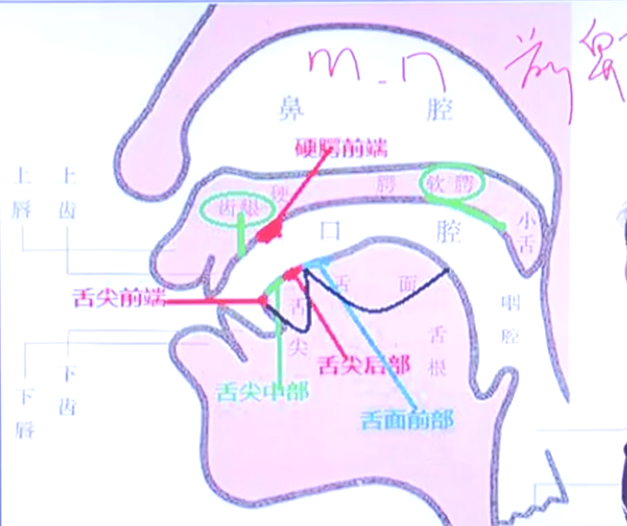 m-n 前鼻
鼻 腔
硬腭前端
上唇
上齿
齿龈
硬 腭
软腭
小舌
口 腔
舌尖前端
舌尖
舌面
咽腔
舌根
舌尖后部
舌尖中部
舌面前部
下唇
下齿